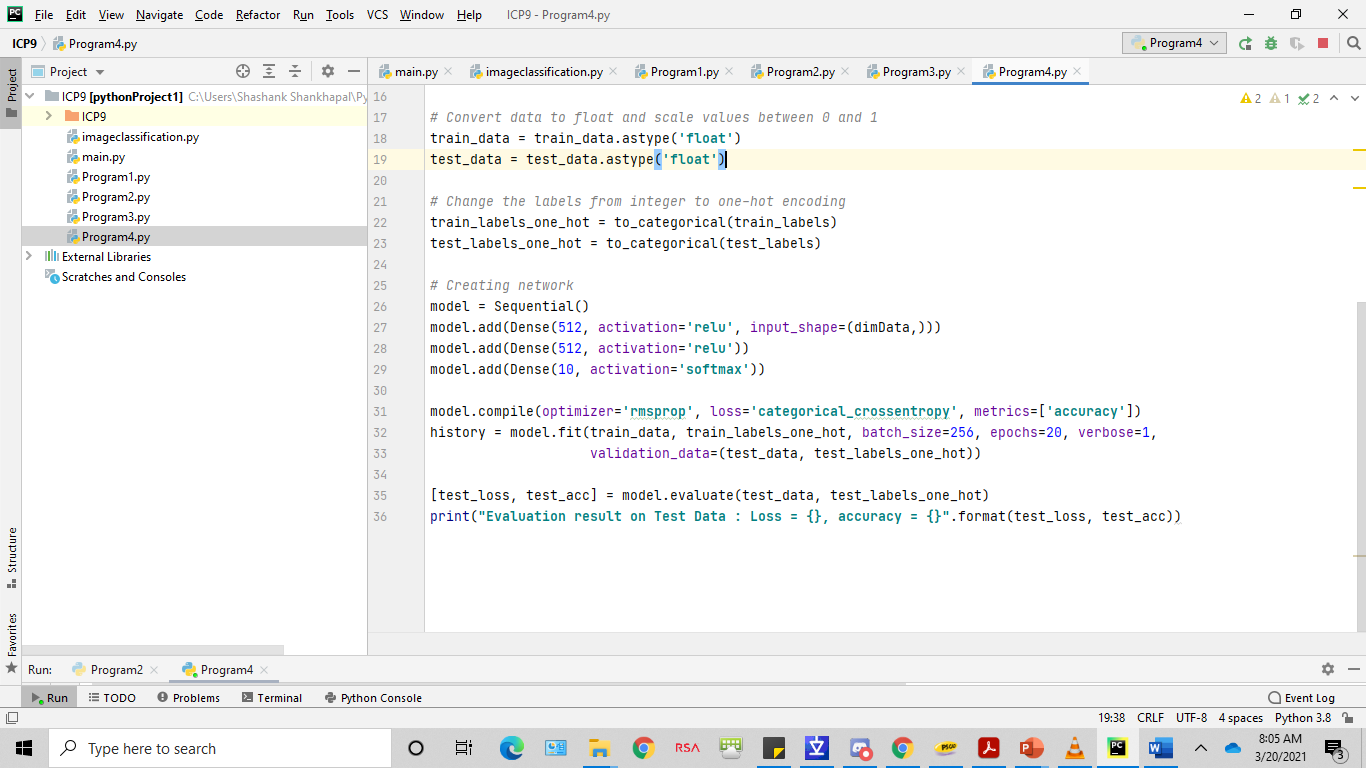 PC File Edit View Navigate Code Refactor Run Tools VCS Window Help ICP9 - Program4.py
ICP9 Program4.py Program4
Project
Project
main.py imageclassification.py Program1.py Program2.py Program3.py Program4.py
ICP9 [pythonProject1] C:\Users\Shashank Shankhapal\Py
ICP9
imageclassification.py
main.py
Program1.py
Program2.py
Program3.py
Program4.py
External Libraries
Scratches and Consoles
2 1 2
16
17 # Convert data to float and scale values between 0 and 1
18 train_data = train_data.astype('float')
19 test_data = test_data.astype('float')
20
21 # Change the labels from integer to one-hot encoding
22 train_labels_one_hot = to_categorical(train_labels)
23 test_labels_one_hot = to_categorical(test_labels)
24
25 # Creating network
26 model = Sequential()
27 model.add(Dense(512, activation='relu', input_shape=(dimData,)))
28 model.add(Dense(512, activation='relu'))
29 model.add(Dense(10, activation='softmax'))
30
31 model.compile(optimizer='rmsprop', loss='categorical_crossentropy', metrics=['accuracy'])
32 history = model.fit(train_data, train_labels_one_hot, batch_size=256, epochs=20, verbose=1,
33 validation_data=(test_data, test_labels_one_hot))
34
35 [test_loss, test_acc] = model.evaluate(test_data, test_labels_one_hot)
36 print("Evaluation result on Test Data : Loss = {}, accuracy = {}".format(test_loss, test_acc))
Structure
Favorites
Run: Program2 Program4
Run TODO Problems Terminal Python Console Event Log
19:38 CRLF UTF-8 4 spaces Python 3.8
Type here to search
RSA
PC
W
8:05 AM
3/20/2021
3